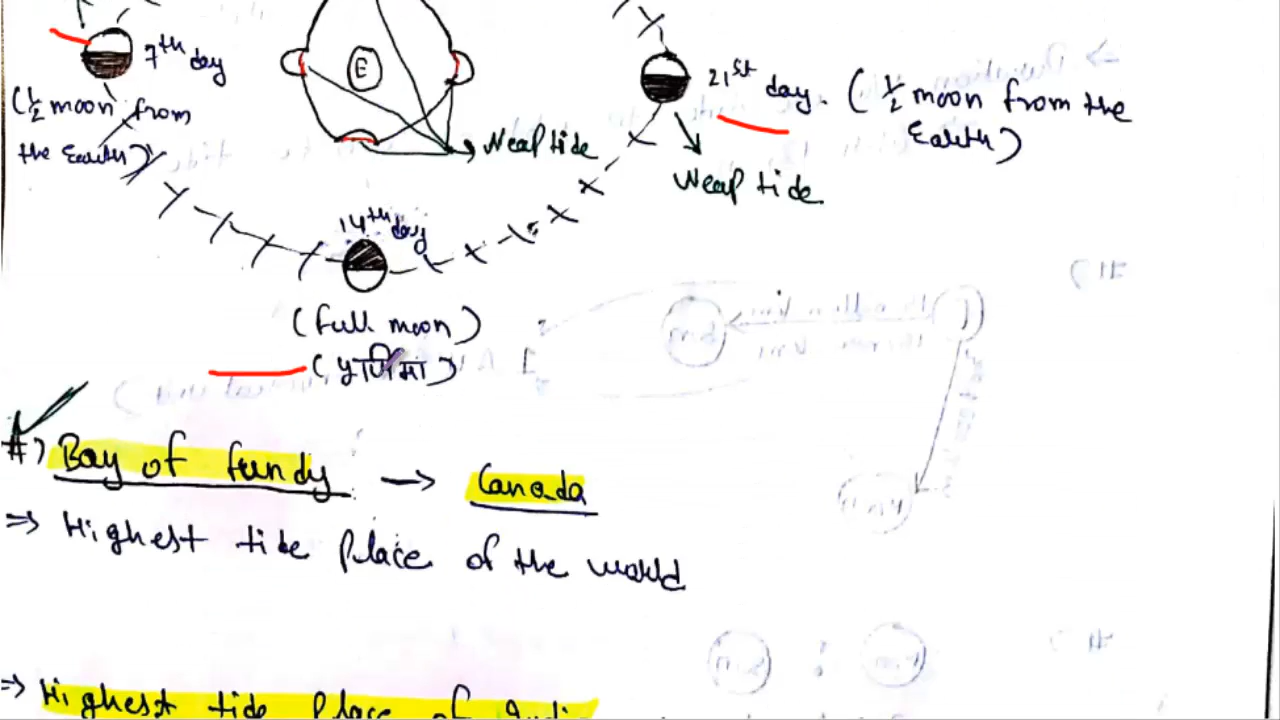 7th day
(½ moon from
the Earth)
E
Neap tide
21st day. (½ moon from the
Earth)
Neap tide
14th day
(full moon)
(पूर्णिमा)
#) Bay of fundy → Canada
⇒ Highest tide Place of the world
⇒ Highest tide Place of India